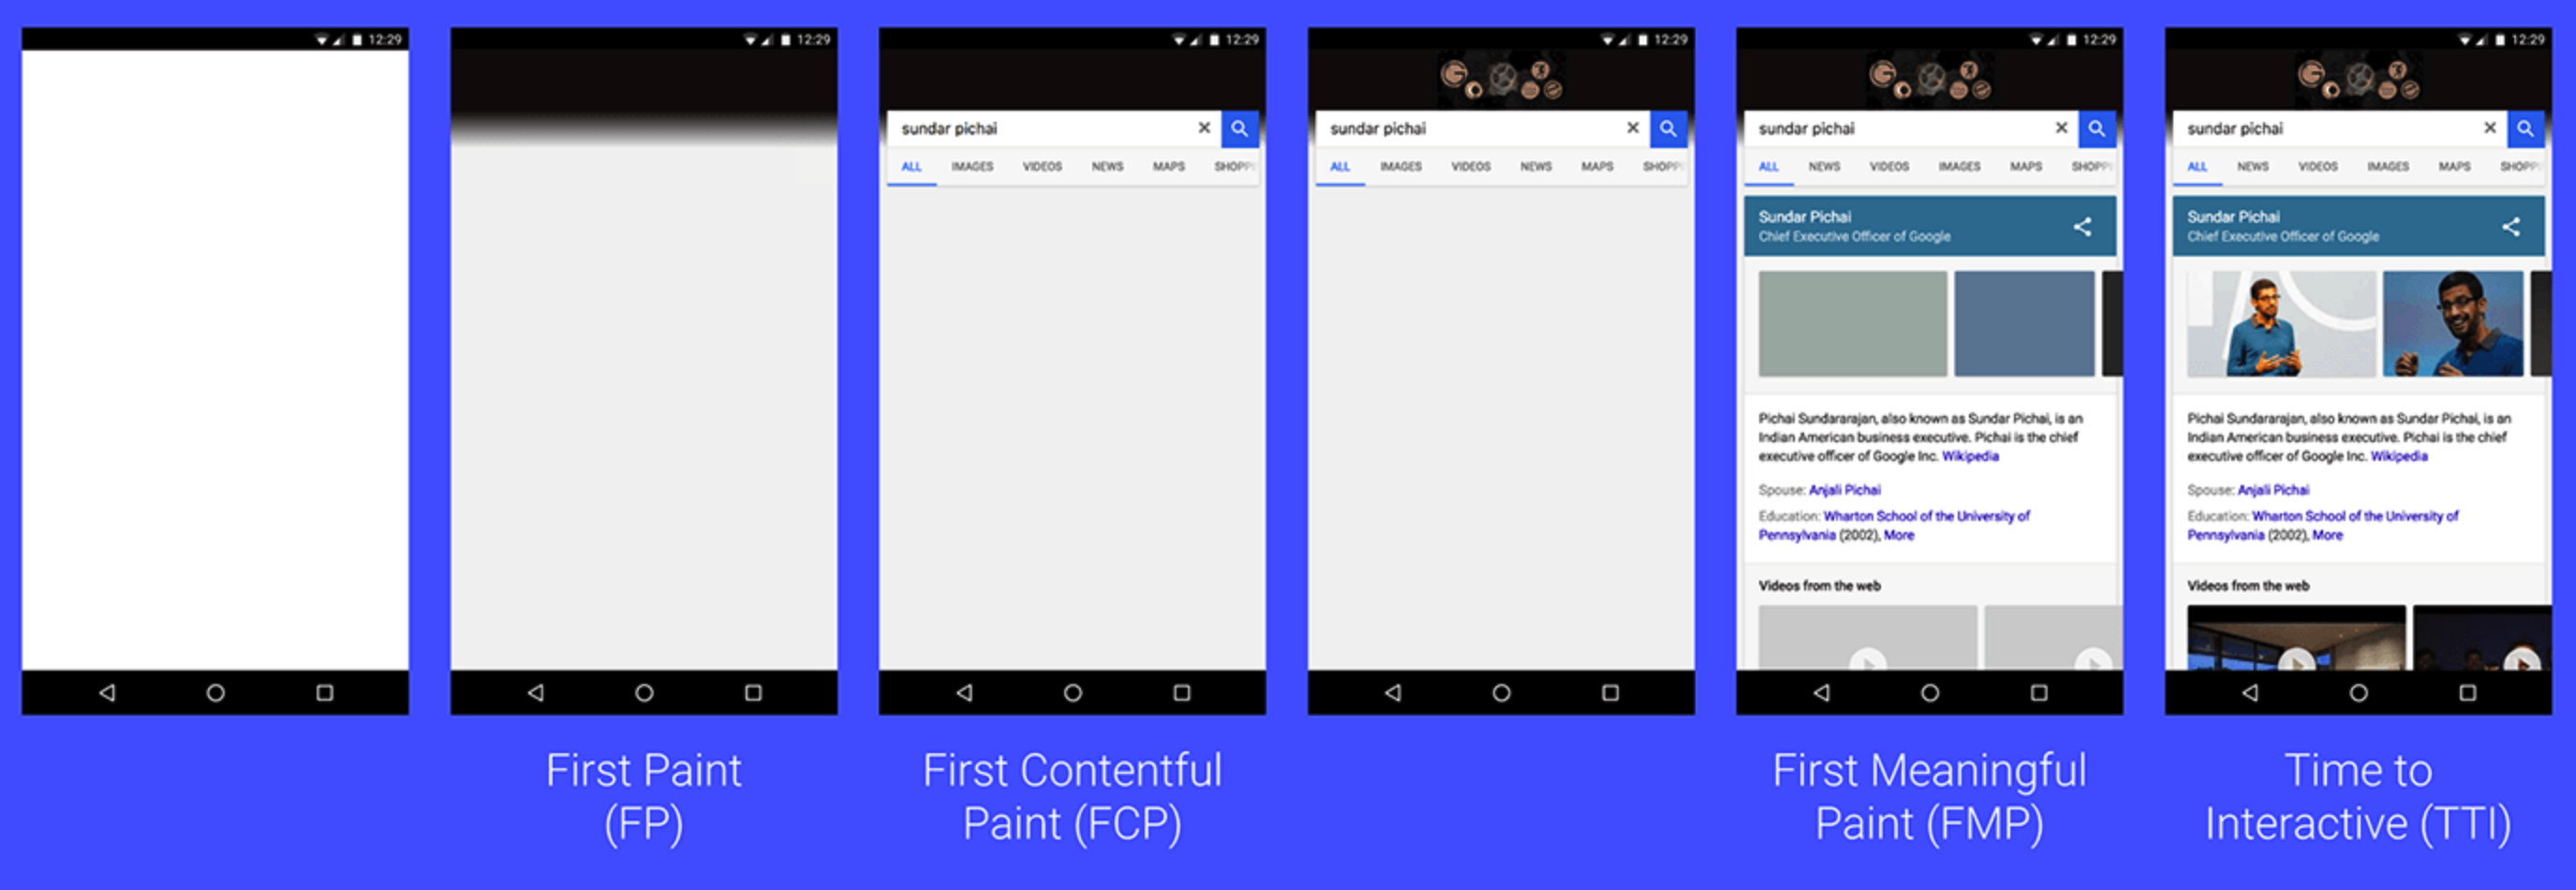 12:29
12:29
12:29
sundar pichai
ALL IMAGES VIDEOS NEWS MAPS SHOPPI
12:29
sundar pichai
ALL IMAGES VIDEOS NEWS MAPS SHOPPI
12:29
sundar pichai
ALL NEWS VIDEOS IMAGES MAPS SHOPPI
Sundar Pichai
Chief Executive Officer of Google
Pichai Sundararajan, also known as Sundar Pichai, is an
Indian American business executive. Pichai is the chief
executive officer of Google Inc. Wikipedia
Spouse: Anjali Pichai
Education: Wharton School of the University of
Pennsylvania (2002), More
Videos from the web
12:29
sundar pichai
ALL NEWS VIDEOS IMAGES MAPS SHOPPI
Sundar Pichai
Chief Executive Officer of Google
Pichai Sundararajan, also known as Sundar Pichai, is an
Indian American business executive. Pichai is the chief
executive officer of Google Inc. Wikipedia
Spouse: Anjali Pichai
Education: Wharton School of the University of
Pennsylvania (2002), More
Videos from the web
First Paint
(FP)
First Contentful
Paint (FCP)
First Meaningful
Paint (FMP)
Time to
Interactive (TTI)